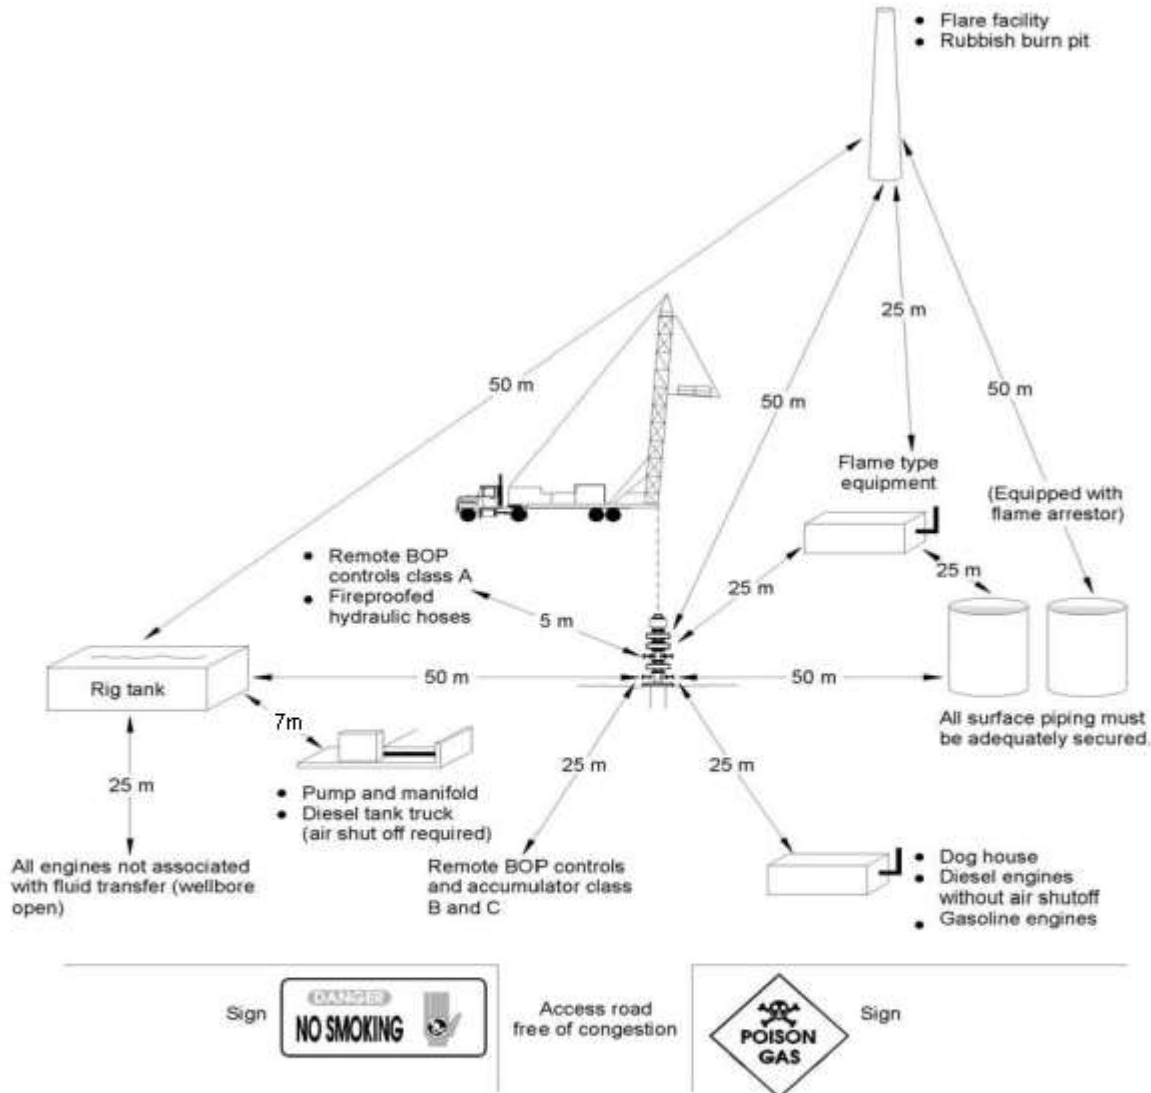 Flare facility
Rubbish burn pit
25 m
50 m
50 m
50 m
Flame type
equipment
(Equipped with
flame arrestor)
Remote BOP
controls class A
Fireproofed
hydraulic hoses
25 m
25 m
5 m
Rig tank
50 m
50 m
7m
All surface piping must
be adequately secured.
25 m
25 m
25 m
Pump and manifold
Diesel tank truck
(air shut off required)
All engines not associated
with fluid transfer (wellbore
open)
Remote BOP controls
and accumulator class
B and C
Dog house
Diesel engines
without air shutoff
Gasoline engines
Sign
DANGER
NO SMOKING
Access road
free of congestion
POISON
GAS
Sign